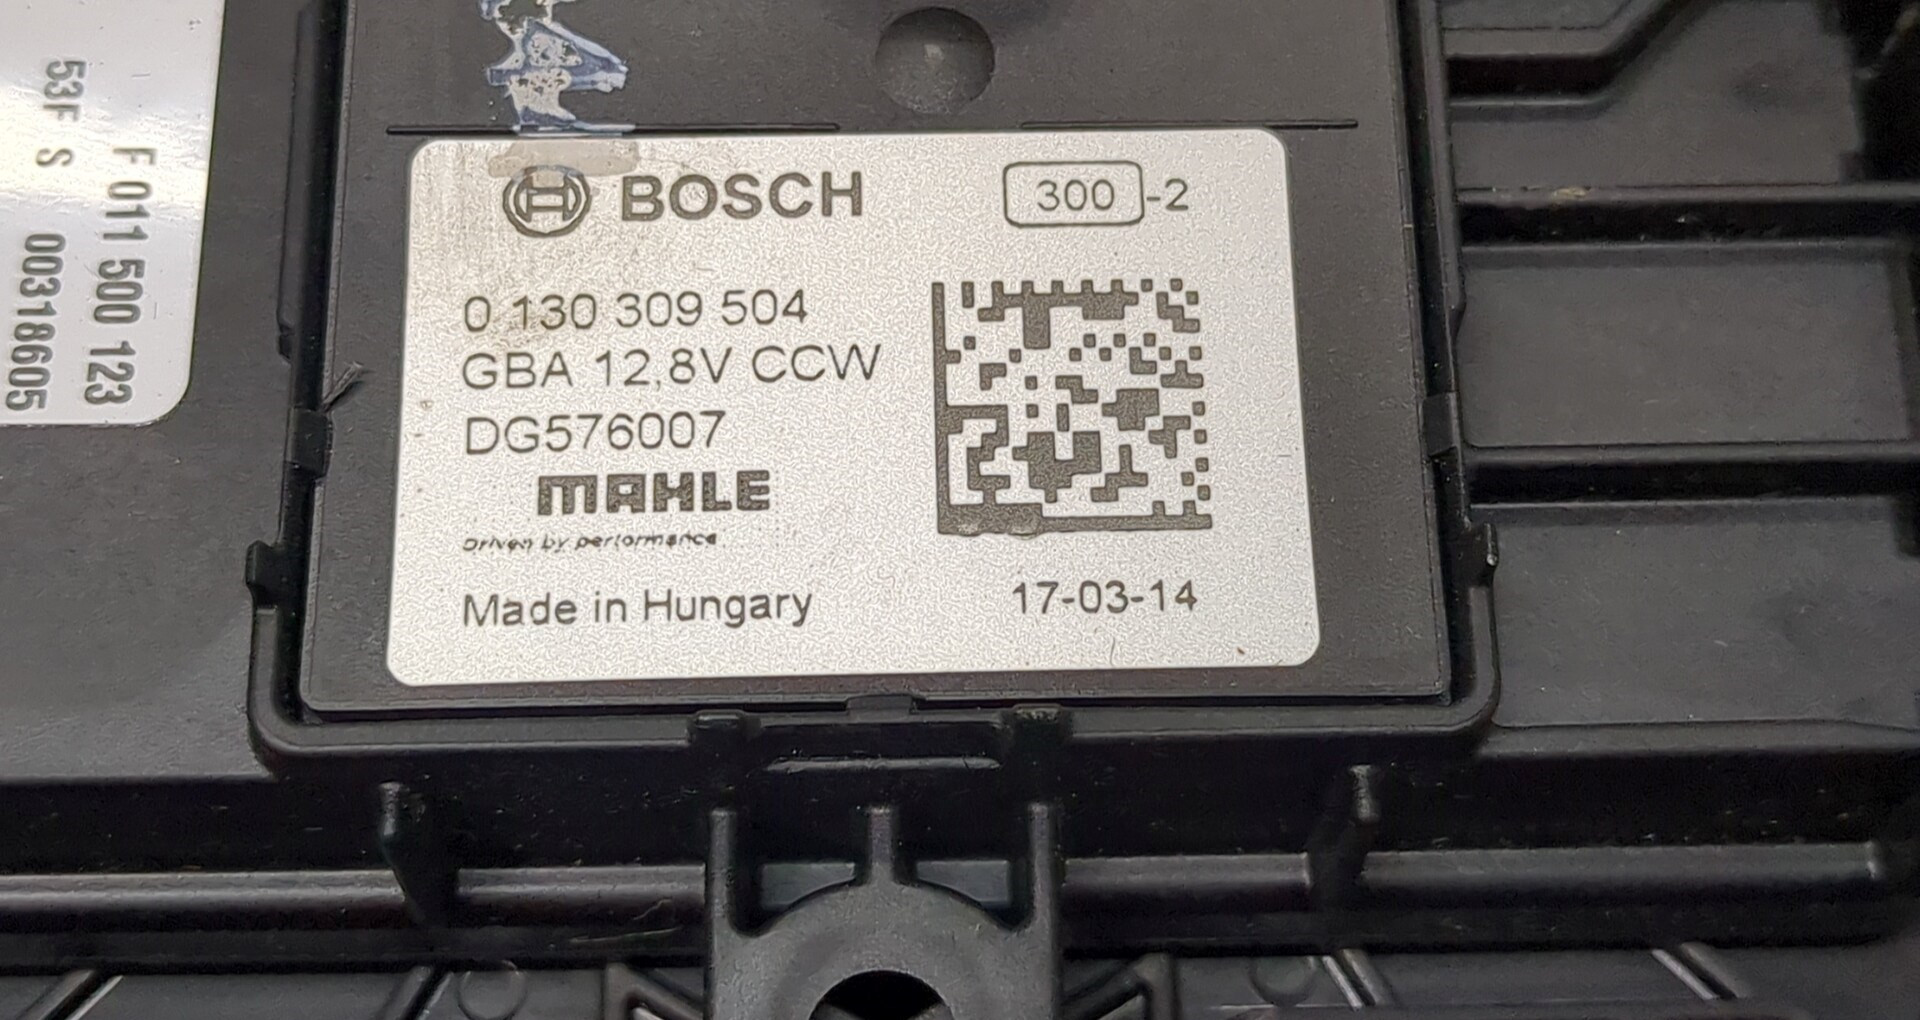 53F S 00318605
F 011 500 123
BOSCH
300 -2
0 130 309 504
GBA 12,8V CCW
DG576007
MAHLE
Driven by performance
Made in Hungary
17-03-14